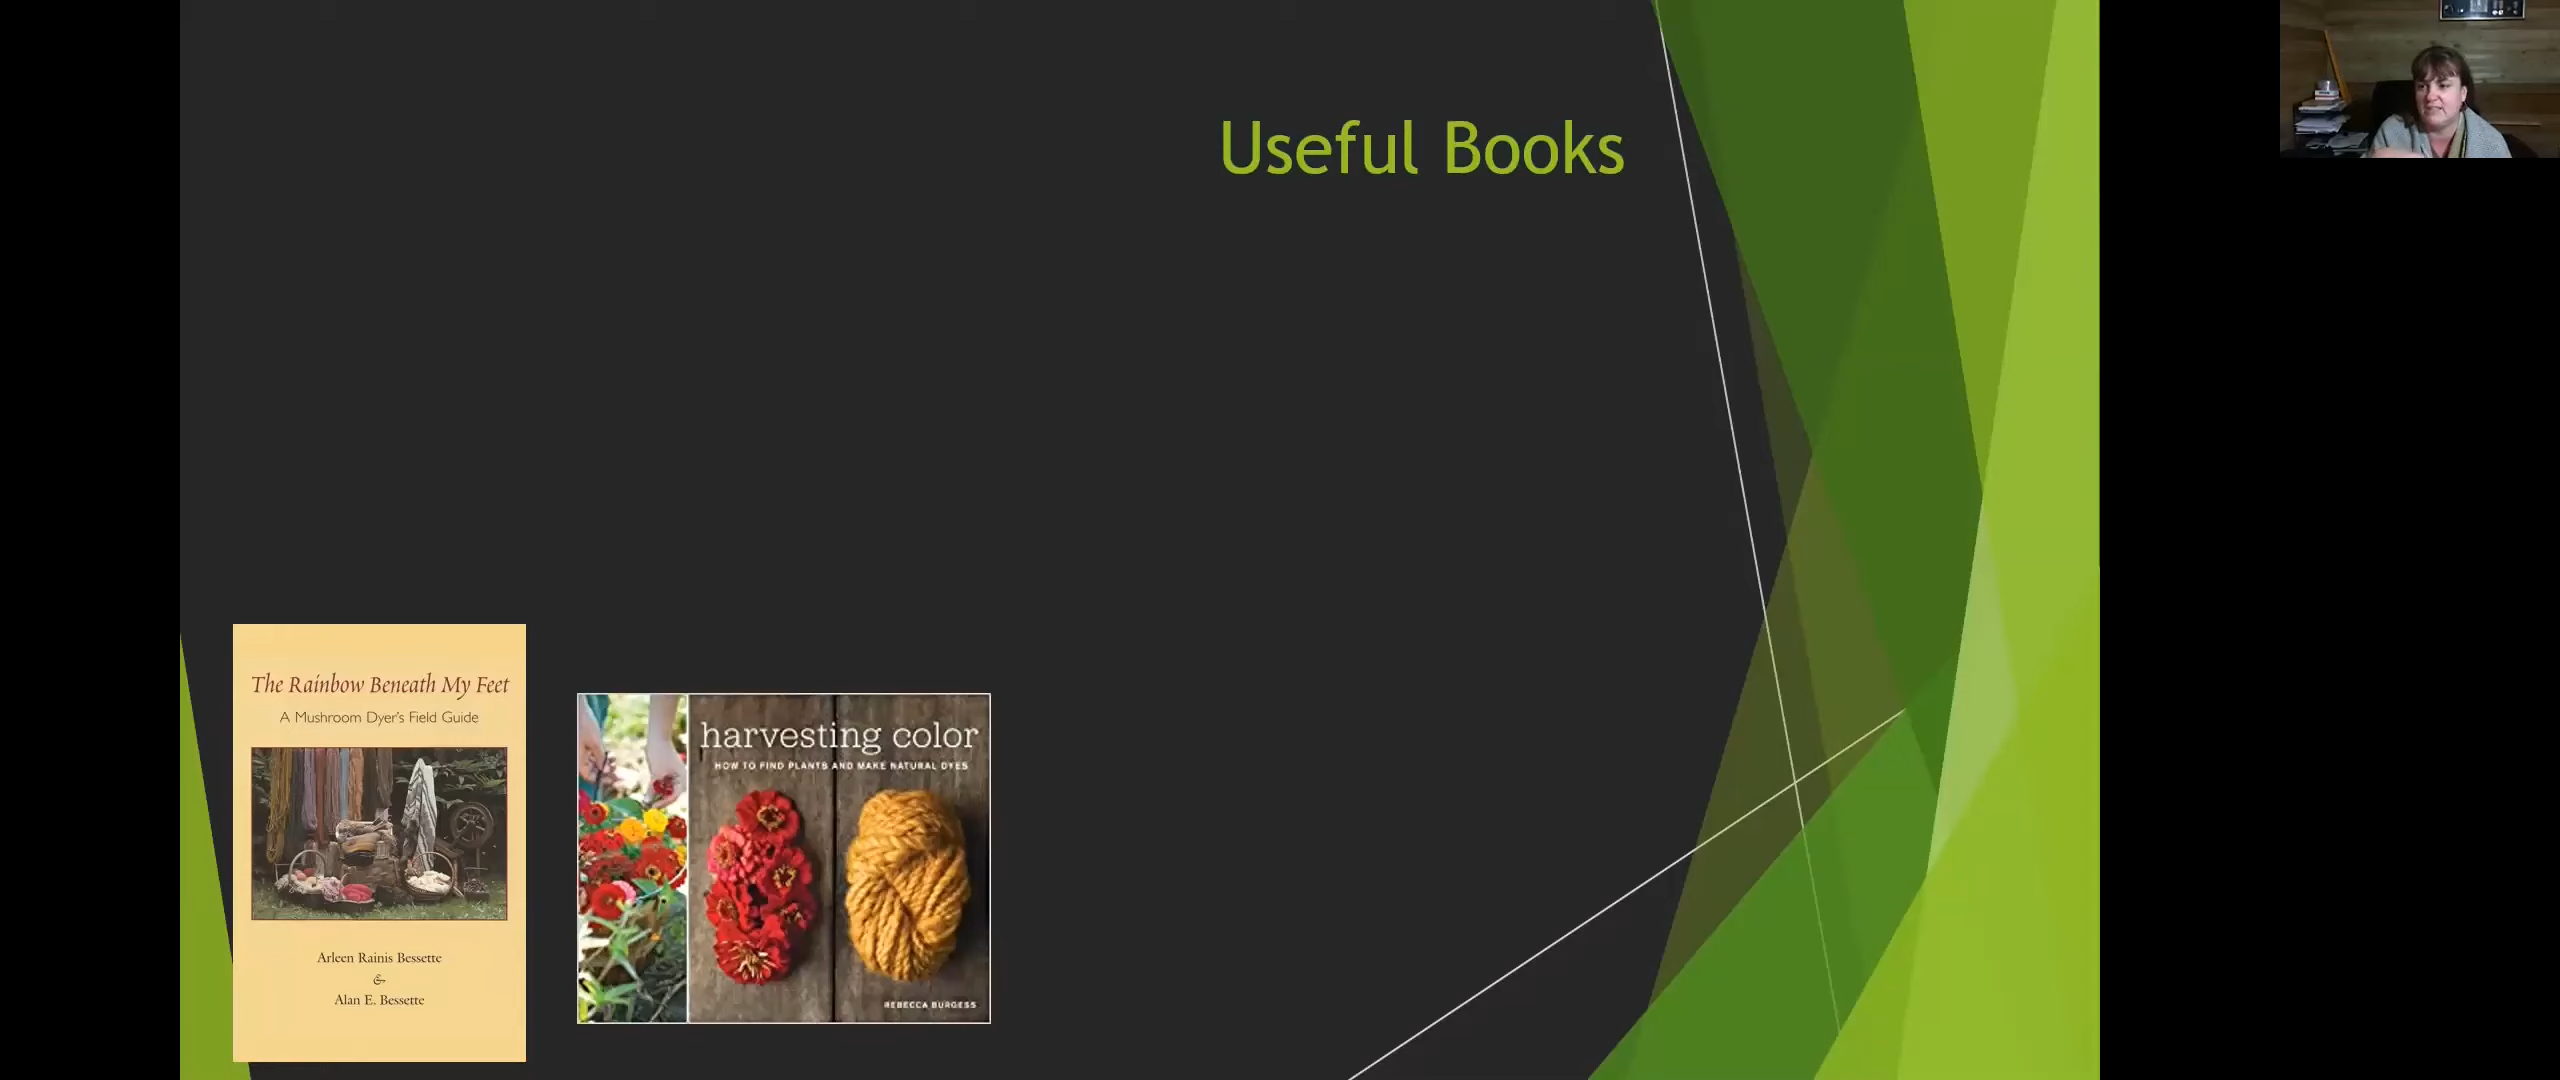 Useful Books
The Rainbow Beneath My Feet
A Mushroom Dyer's Field Guide
Arleen Rainis Bessette
&
Alan E. Bessette
harvesting color
HOW TO FIND PLANTS AND MAKE NATURAL DYES
REBECCA BURGESS